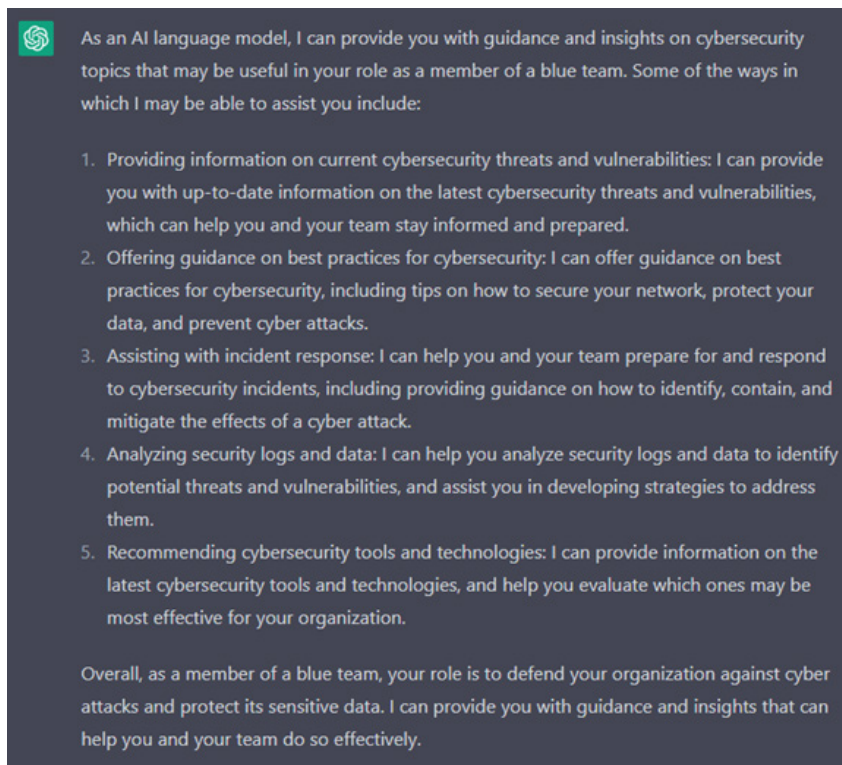 As an AI language model, I can provide you with guidance and insights on cybersecurity
topics that may be useful in your role as a member of a blue team. Some of the ways in
which I may be able to assist you include:
1. Providing information on current cybersecurity threats and vulnerabilities: I can provide
you with up-to-date information on the latest cybersecurity threats and vulnerabilities,
which can help you and your team stay informed and prepared.
2. Offering guidance on best practices for cybersecurity: I can offer guidance on best
practices for cybersecurity, including tips on how to secure your network, protect your
data, and prevent cyber attacks.
3. Assisting with incident response: I can help you and your team prepare for and respond
to cybersecurity incidents, including providing guidance on how to identify, contain, and
mitigate the effects of a cyber attack.
4. Analyzing security logs and data: I can help you analyze security logs and data to identify
potential threats and vulnerabilities, and assist you in developing strategies to address
them.
5. Recommending cybersecurity tools and technologies: I can provide information on the
latest cybersecurity tools and technologies, and help you evaluate which ones may be
most effective for your organization.
Overall, as a member of a blue team, your role is to defend your organization against cyber
attacks and protect its sensitive data. I can provide you with guidance and insights that can
help you and your team do so effectively.